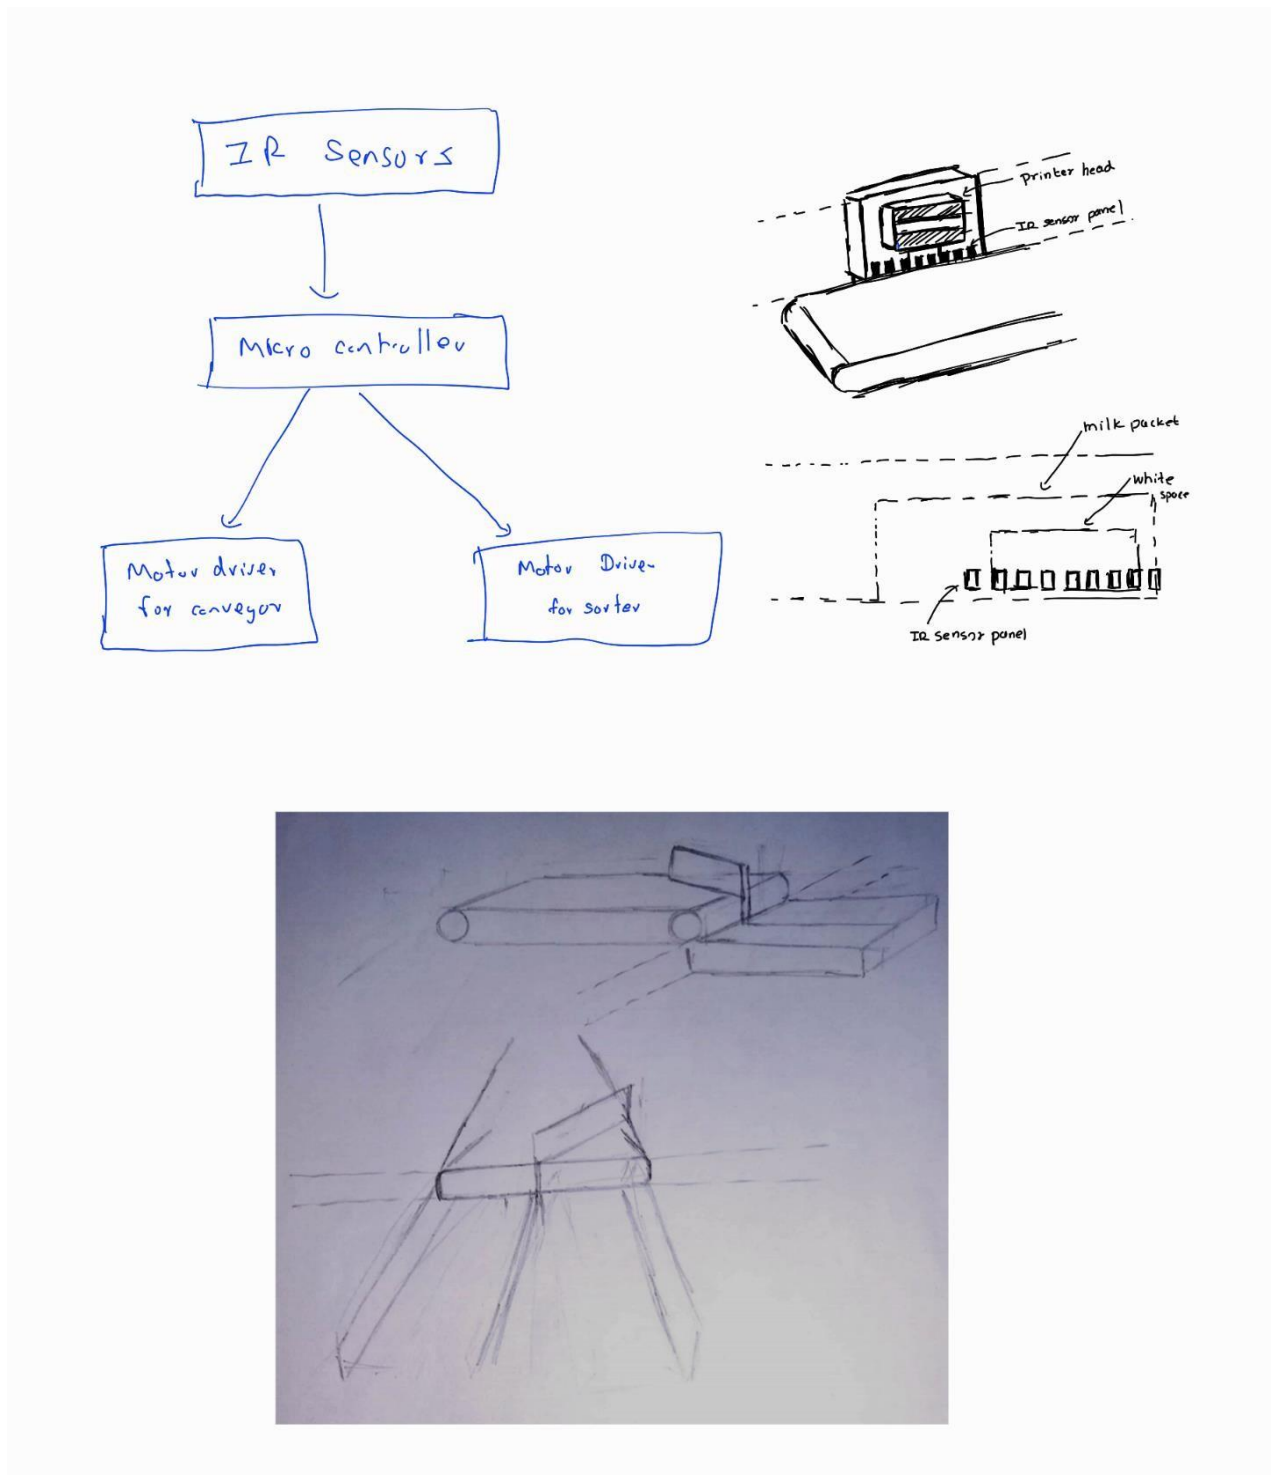 IR Sensors
Micro controller
Motor driver
for conveyor
Motor Driver
for sorter
Printer head
IR sensor panel
milk packet
white
space
IR sensor panel